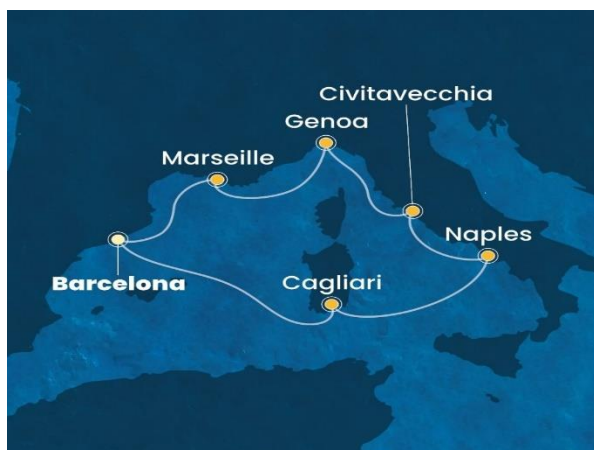 Civitavecchia
Genoa
Marseille
Naples
Barcelona
Cagliari